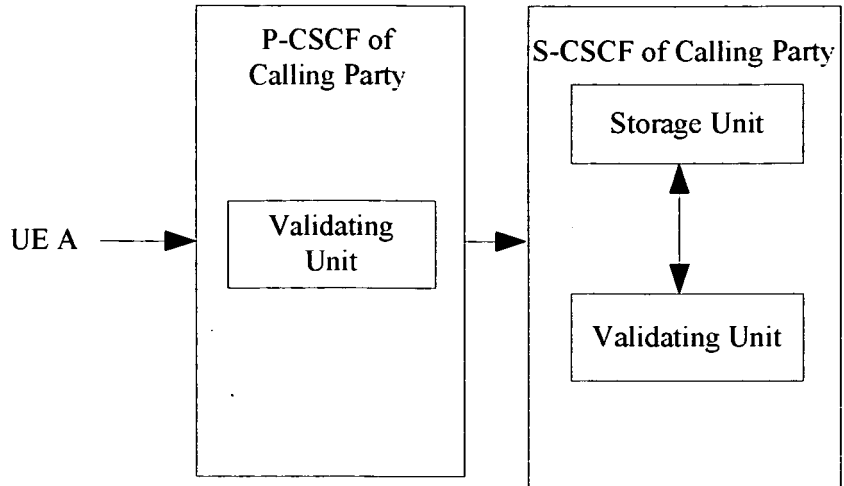 P-CSCF of
Calling Party
S-CSCF of Calling Party
Storage Unit
UE A
Validating
Unit
Validating Unit